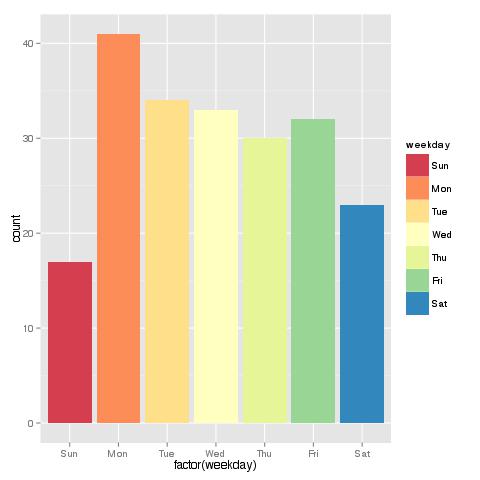 40
30
20
10
0
count
Sun Mon Tue Wed Thu Fri Sat
factor(weekday)
weekday
Sun
Mon
Tue
Wed
Thu
Fri
Sat